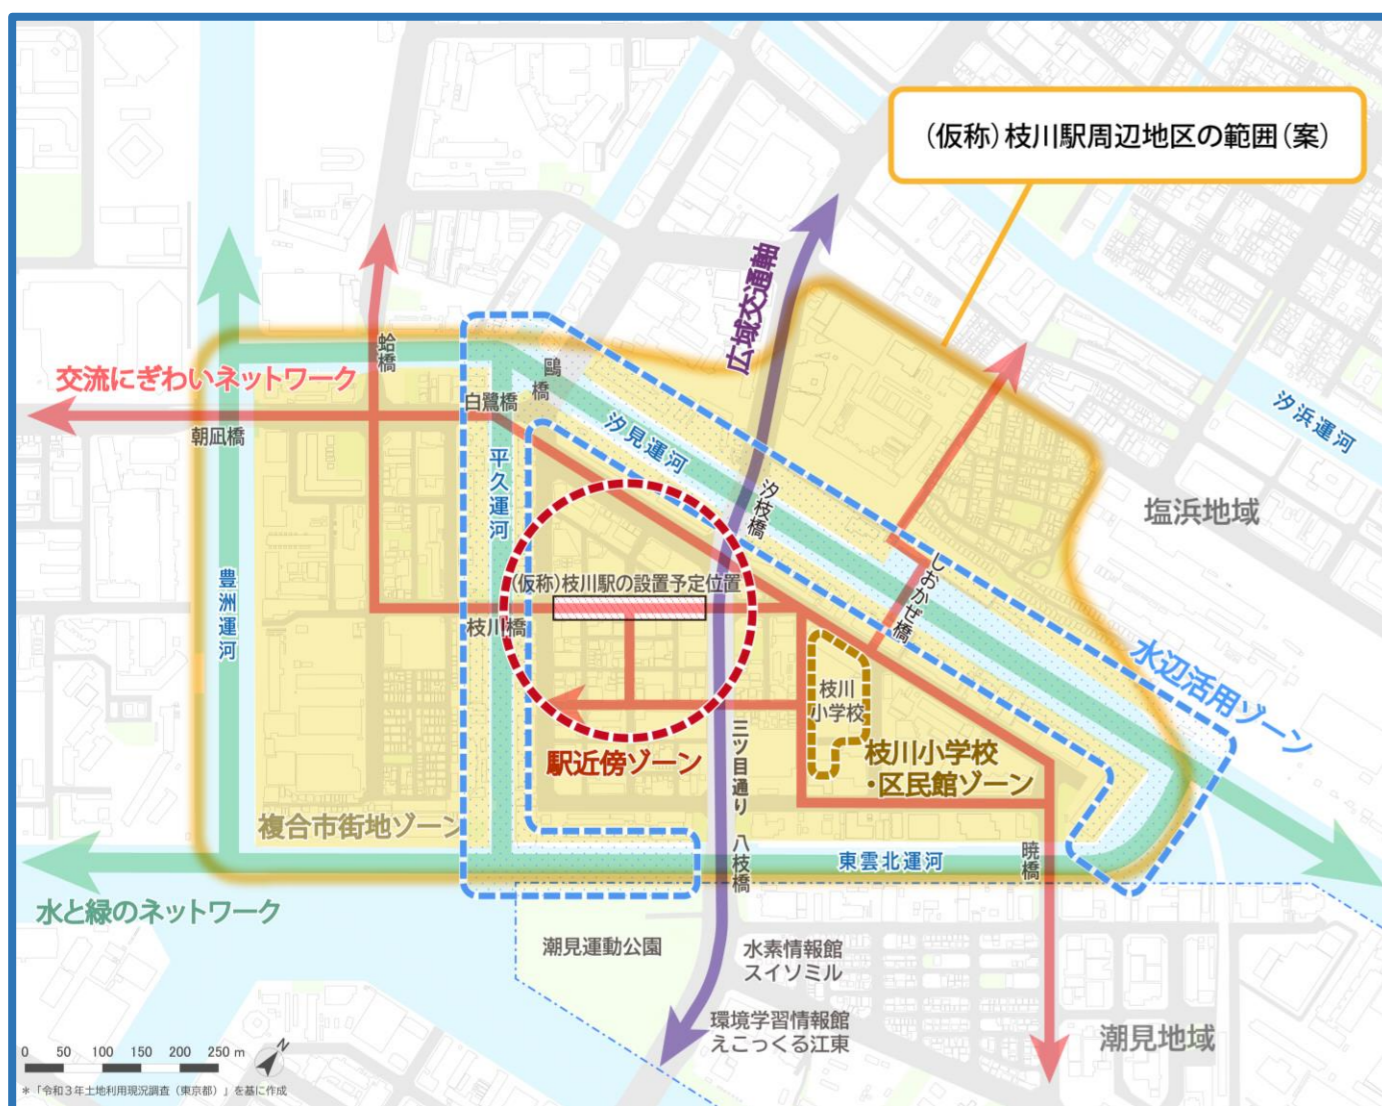 (仮称)枝川駅周辺地区の範囲(案)
広域交通軸
蛤橋
鷗橋
交流にぎわいネットワーク
白鷺橋
朝凪橋
汐見運河
汐浜運河
平久運河
汐枝橋
塩浜地域
しおかぜ橋
(仮称)枝川駅の設置予定位置
豊洲運河
枝川橋
水辺活用ゾーン
枝川
小学校
駅近傍ゾーン
三ツ目通り
枝川小学校
・区民館ゾーン
複合市街地ゾーン
八枝橋
東雲北運河
暁橋
水と緑のネットワーク
潮見運動公園
水素情報館
スイソミル
環境学習情報館
えこっくる江東
潮見地域
0 50 100 150 200 250 m
N
*「令和3年土地利用現況調査(東京都)」を基に作成